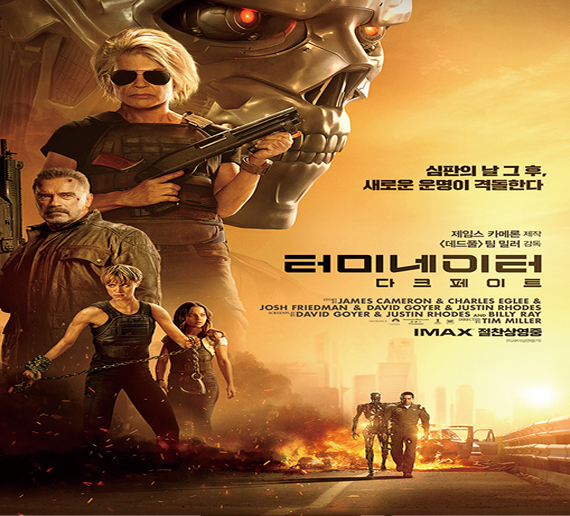 심판의 날 그 후,
새로운 운명이 격돌한다
제임스 카메론 제작
<데드풀> 팀 밀러 감독
터미네이터
다크 페이트
JAMES CAMERON & CHARLES EGLEE &
JOSH FRIEDMAN & DAVID GOYER & JUSTIN RHODES
DAVID GOYER & JUSTIN RHODES AND BILLY RAY
TIM MILLER
IMAX 절찬상영중